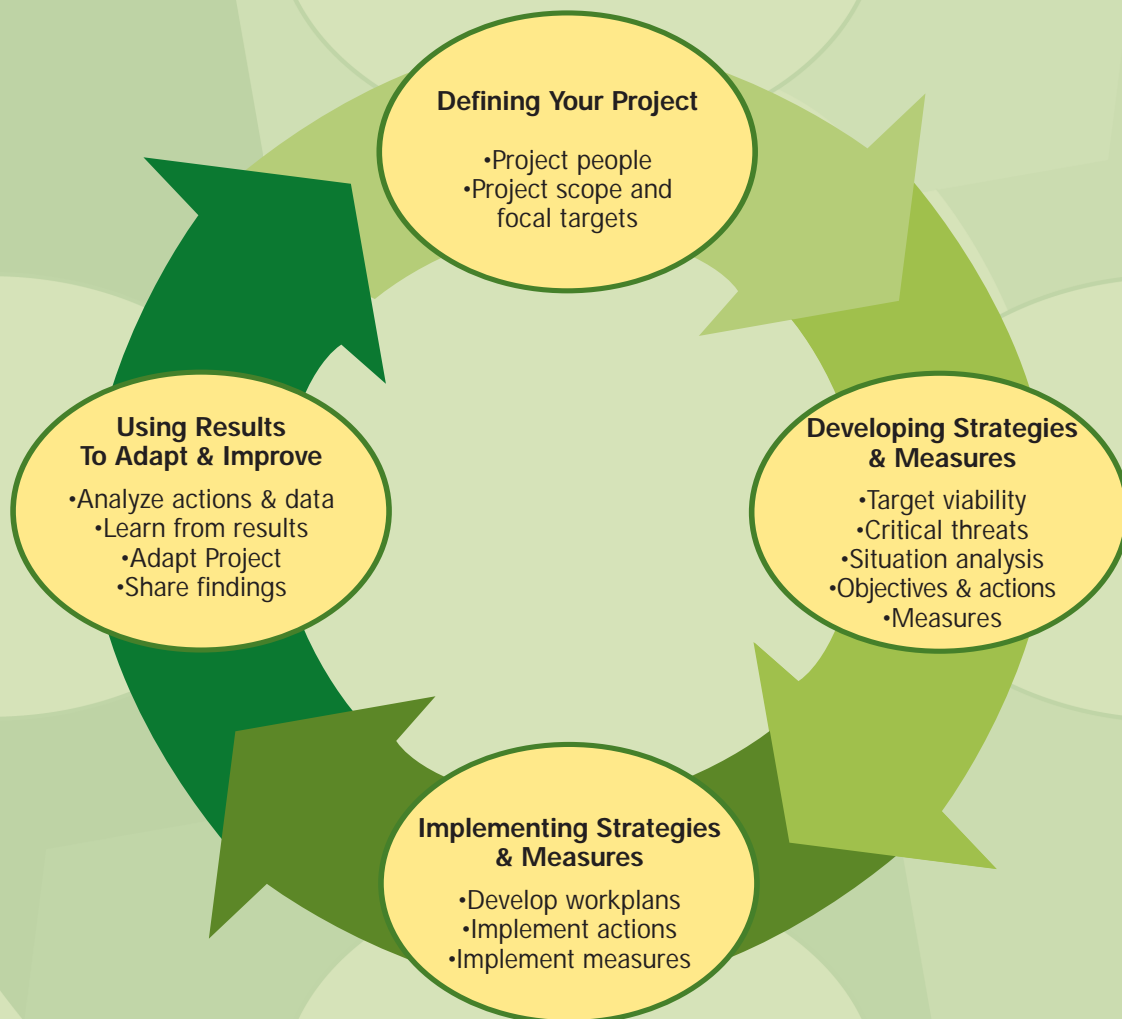 Defining Your Project
•Project people
•Project scope and
focal targets
Developing Strategies
& Measures
•Target viability
•Critical threats
•Situation analysis
•Objectives & actions
•Measures
Implementing Strategies
& Measures
•Develop workplans
•Implement actions
•Implement measures
Using Results
To Adapt & Improve
•Analyze actions & data
•Learn from results
•Adapt Project
•Share findings